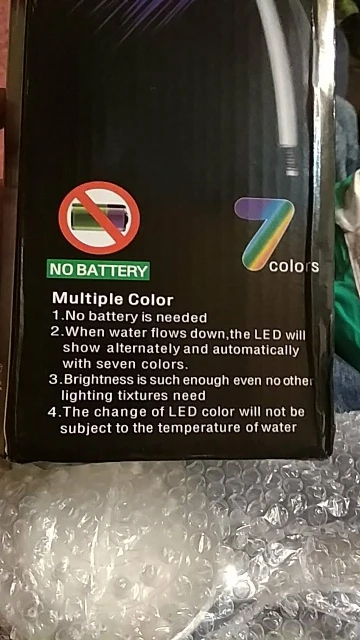 7
colors
NO BATTERY
Multiple Color
1.No battery is needed
2.When water flows down,the LED will
show alternately and automatically
with seven colors.
3.Brightness is such enough even no other
lighting tixtures need
4.The change of LED color will not be
subject to the temperature of water